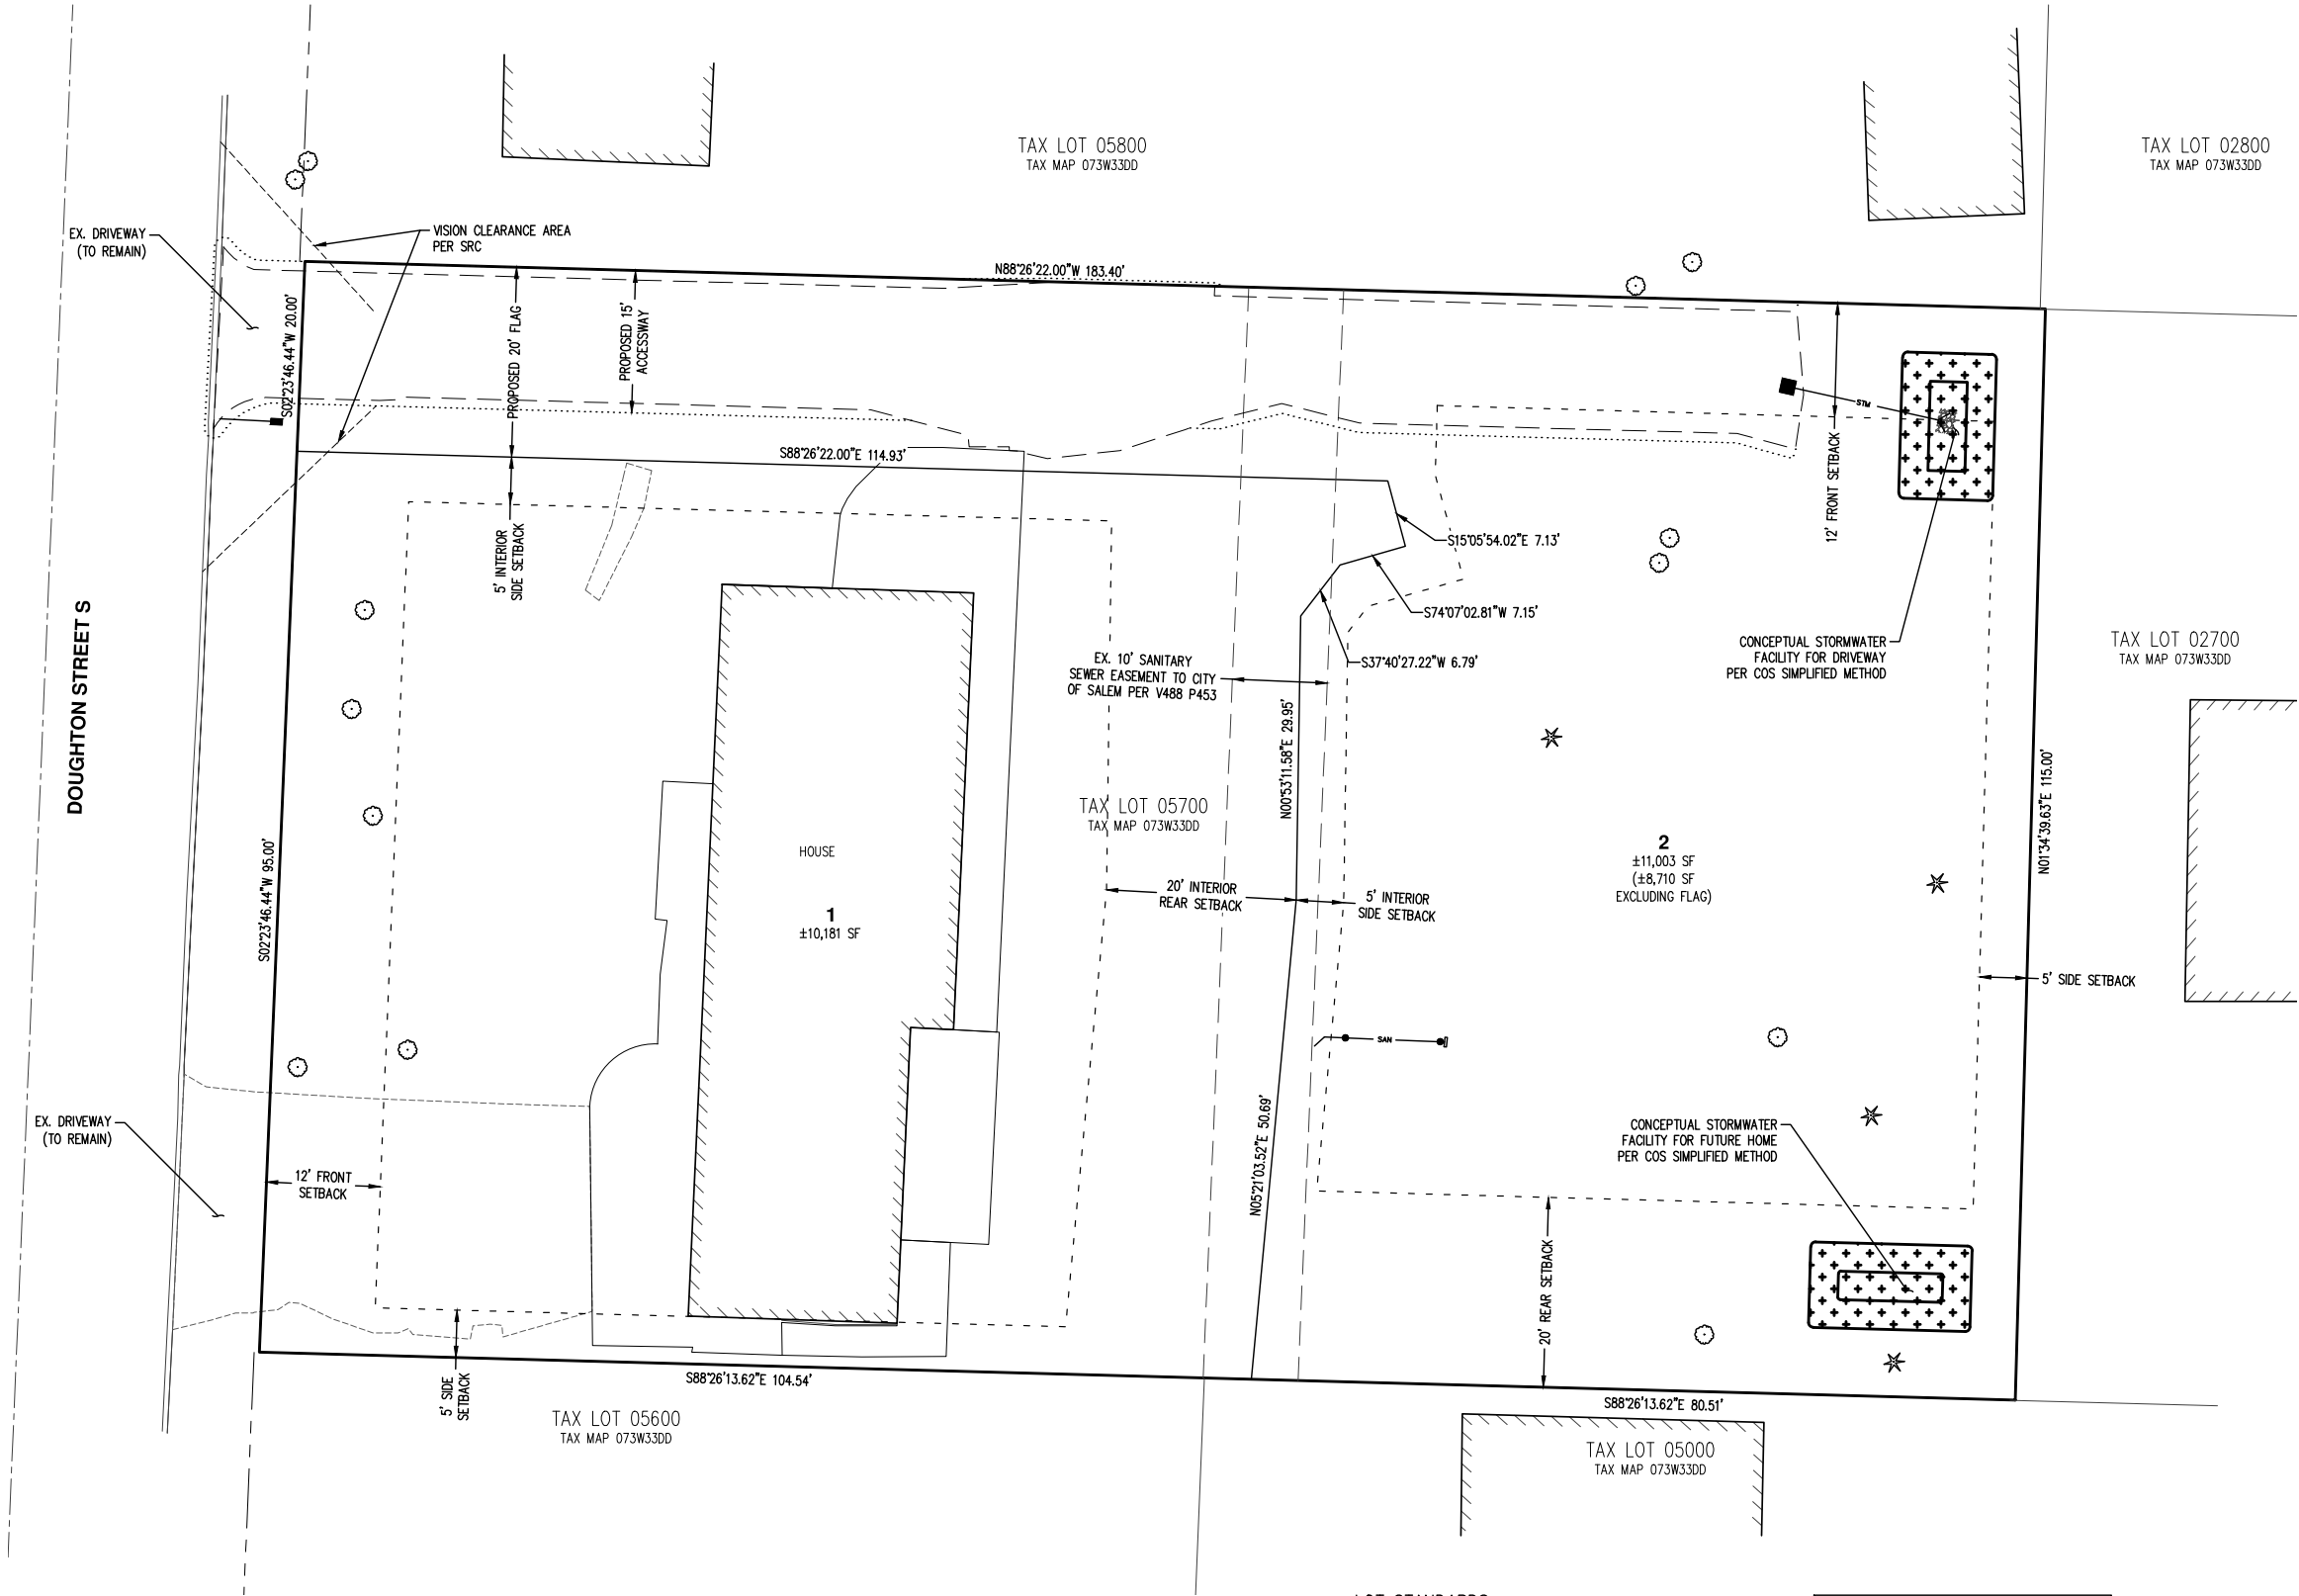 TAX LOT 05800
TAX MAP 073W33DD
TAX LOT 02800
TAX MAP 073W33DD
EX. DRIVEWAY
(TO REMAIN)
VISION CLEARANCE AREA
PER SRC
N88°26'22.00"W 183.40'
S02°23'46.44"W 20.00'
PROPOSED 20' FLAG
PROPOSED 15'
ACCESSWAY
STM
12' FRONT SETBACK
S88°26'22.00"E 114.93'
5' INTERIOR
SIDE SETBACK
S15°05'54.02"E 7.13'
S74°07'02.81"W 7.15'
S37°40'27.22"W 6.79'
CONCEPTUAL STORMWATER
FACILITY FOR DRIVEWAY
PER COS SIMPLIFIED METHOD
TAX LOT 02700
TAX MAP 073W33DD
DOUGHTON STREET S
EX. 10' SANITARY
SEWER EASEMENT TO CITY
OF SALEM PER V488 P453
N00°53'11.58"E 29.95'
TAX LOT 05700
TAX MAP 073W33DD
N01°34'39.63"E 115.00'
HOUSE
1
±10,181 SF
2
±11,003 SF
(±8,710 SF
EXCLUDING FLAG)
S02°23'46.44"W 95.00'
20' INTERIOR
REAR SETBACK
5' INTERIOR
SIDE SETBACK
5' SIDE SETBACK
SAN
EX. DRIVEWAY
(TO REMAIN)
12' FRONT
SETBACK
N05°21'03.52"E 50.69'
CONCEPTUAL STORMWATER
FACILITY FOR FUTURE HOME
PER COS SIMPLIFIED METHOD
20' REAR SETBACK
5' SIDE
SETBACK
S88°26'13.62"E 104.54'
S88°26'13.62"E 80.51'
TAX LOT 05600
TAX MAP 073W33DD
TAX LOT 05000
TAX MAP 073W33DD